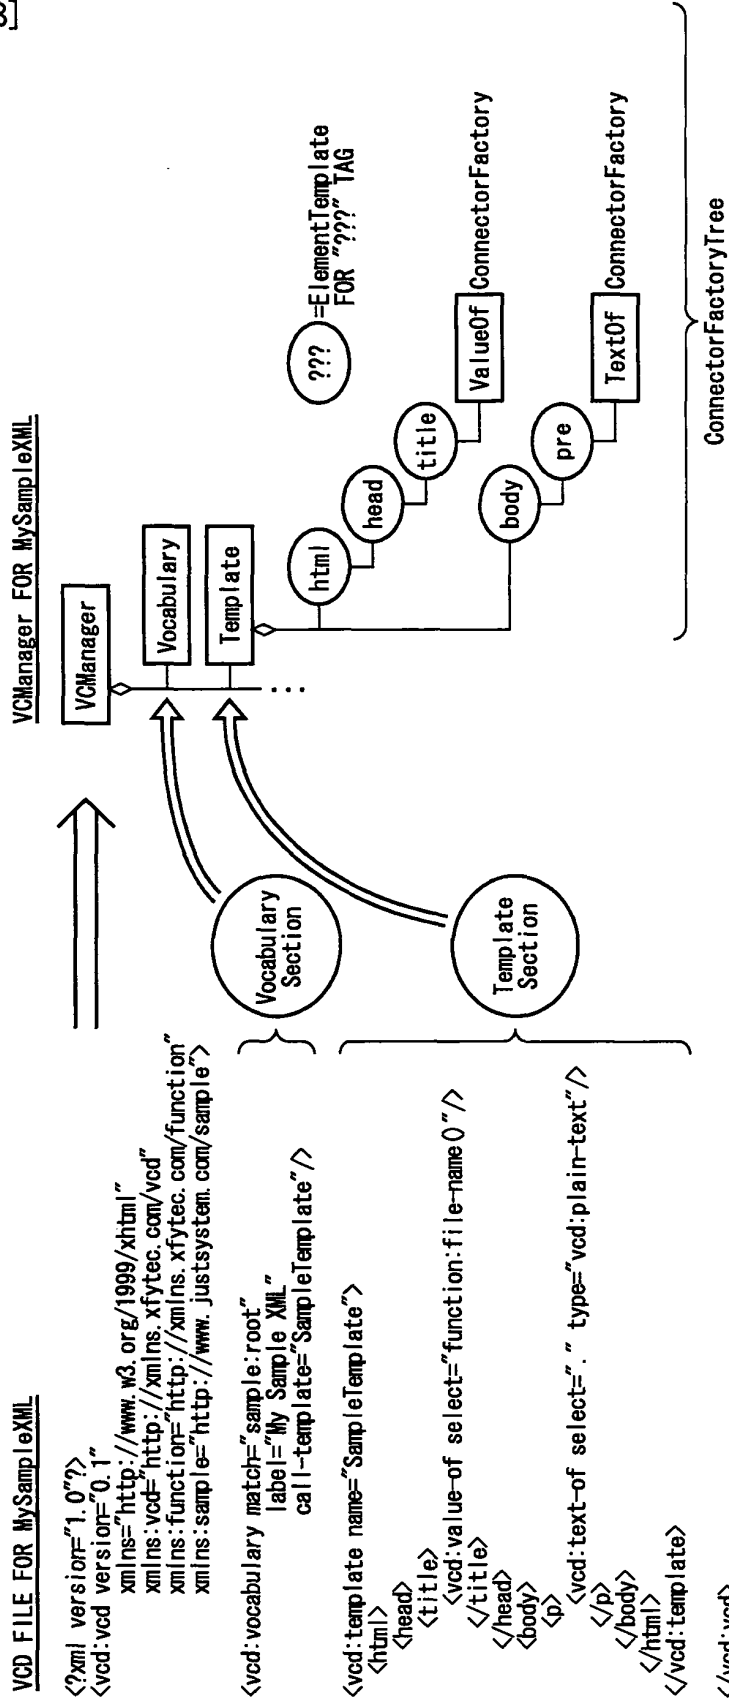 8]
VCD FILE FOR MySampleXML
<?xml version="1.0"?>
<vcd:vcd version="0.1"
xmlns="http://www.w3.org/1999/xhtml"
xmlns:vcd="http://xmlns.xfytec.com/vcd"
xmlns:function="http://xmlns.xfytec.com/function"
xmlns:sample="http://www.justsystem.com/sample">
<vcd:vocabulary match="sample:root"
label="My Sample XML"
call-template="SampleTemplate"/>
<vcd:template name="SampleTemplate">
<html>
<head>
<title>
<vcd:value-of select="function:file-name()"/>
</title>
</head>
<body>
<p>
<vcd:text-of select="." type="vcd:plain-text"/>
</p>
</body>
</html>
</vcd:template>
</vcd:vcd>
Vocabulary
Section
Template
Section
VCManager FOR MySampleXML
VCManager
Vocabulary
Template
...
html
head
title
ValueOf ConnectorFactory
body
pre
TextOf ConnectorFactory
??? =ElementTemplate
FOR "???" TAG
ConnectorFactoryTree